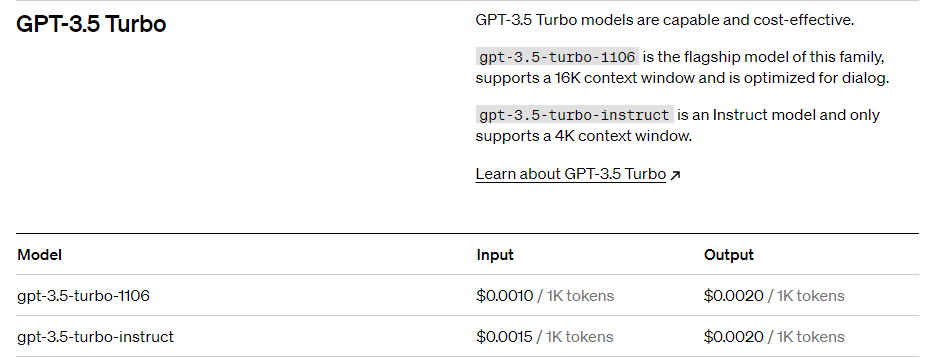 GPT-3.5 Turbo
GPT-3.5 Turbo models are capable and cost-effective.
gpt-3.5-turbo-1106 is the flagship model of this family,
supports a 16K context window and is optimized for dialog.
gpt-3.5-turbo-instruct is an Instruct model and only
supports a 4K context window.
Learn about GPT-3.5 Turbo ↗
Model Input Output
gpt-3.5-turbo-1106 $0.0010 / 1K tokens $0.0020 / 1K tokens
gpt-3.5-turbo-instruct $0.0015 / 1K tokens $0.0020 / 1K tokens